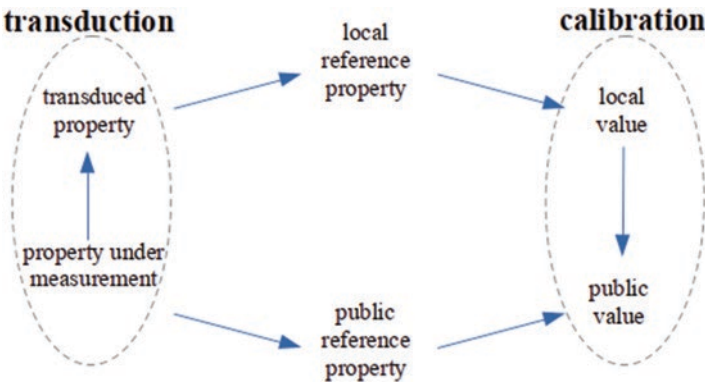 transduction
transduced
property
property under
measurement
local
reference
property
public
reference
property
calibration
local
value
public
value